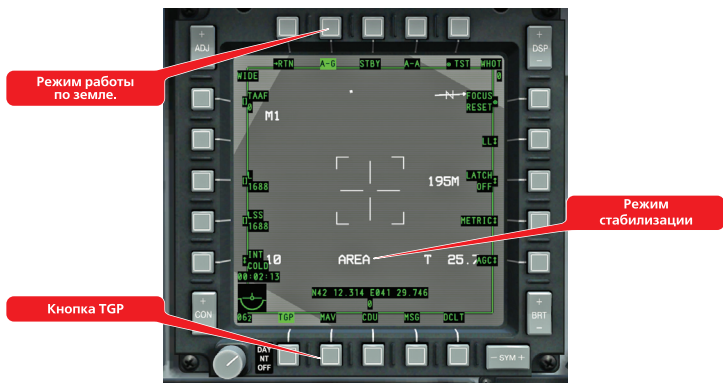 +
ADJ
+
DSP
–
→RTN A-G STBY A-A TST WHOT
WIDE 0
Режим работы
по земле.
TAAF
0
FOCUS
RESET
N
M1
LL
L
1688
195M
LATCH
OFF
Режим
стабилизации
LSS
1688
METRIC
INT
COLD
10 AREA T 25.7
AGC
00:02:13
N42 12.314 E041 29.746
0
Кнопка TGP
+
CON
–
062 TGP MAV CDU MSG DCLT
+
BRT
–
DAY
NT
OFF
– SYM +